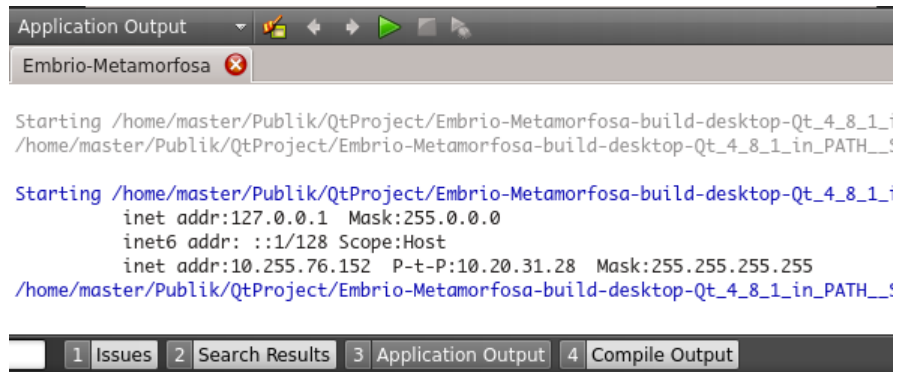 Application Output
Embrio-Metamorfosa
Starting /home/master/Publik/QtProject/Embrio-Metamorfosa-build-desktop-Qt_4_8_1_i
/home/master/Publik/QtProject/Embrio-Metamorfosa-build-desktop-Qt_4_8_1_in_PATH__S
Starting /home/master/Publik/QtProject/Embrio-Metamorfosa-build-desktop-Qt_4_8_1_i
inet addr:127.0.0.1 Mask:255.0.0.0
inet6 addr: ::1/128 Scope:Host
inet addr:10.255.76.152 P-t-P:10.20.31.28 Mask:255.255.255.255
/home/master/Publik/QtProject/Embrio-Metamorfosa-build-desktop-Qt_4_8_1_in_PATH__S
1 Issues 2 Search Results 3 Application Output 4 Compile Output